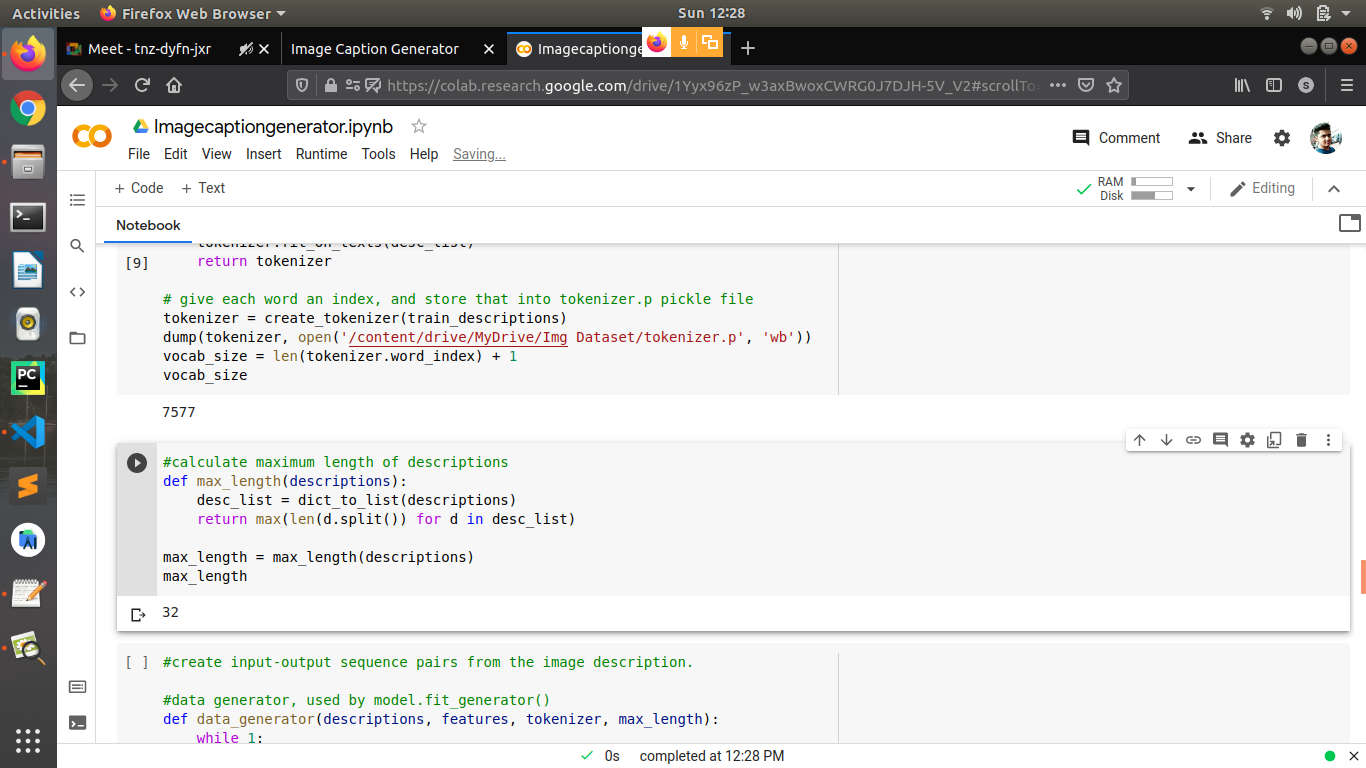 Activities
Firefox Web Browser
Sun 12:28
Meet - tnz-dyfn-jxr
Image Caption Generator
Imagecaptionge
https://colab.research.google.com/drive/1Yyx96zP_w3axBwoxCWRG0J7DJH-5V_V2#scrollTo
S
CO
Imagecaptiongenerator.ipynb
File Edit View Insert Runtime Tools Help Saving...
Comment
Share
+ Code + Text
RAM
Disk
Editing
Notebook
tokenizer.fit_on_texts(desc_list)
[9] return tokenizer
# give each word an index, and store that into tokenizer.p pickle file
tokenizer = create_tokenizer(train_descriptions)
dump(tokenizer, open('/content/drive/MyDrive/Img Dataset/tokenizer.p', 'wb'))
vocab_size = len(tokenizer.word_index) + 1
vocab_size
7577
#calculate maximum length of descriptions
def max_length(descriptions):
desc_list = dict_to_list(descriptions)
return max(len(d.split()) for d in desc_list)
max_length = max_length(descriptions)
max_length
32
[ ] #create input-output sequence pairs from the image description.
#data generator, used by model.fit_generator()
def data_generator(descriptions, features, tokenizer, max_length):
while 1:
0s completed at 12:28 PM
PC